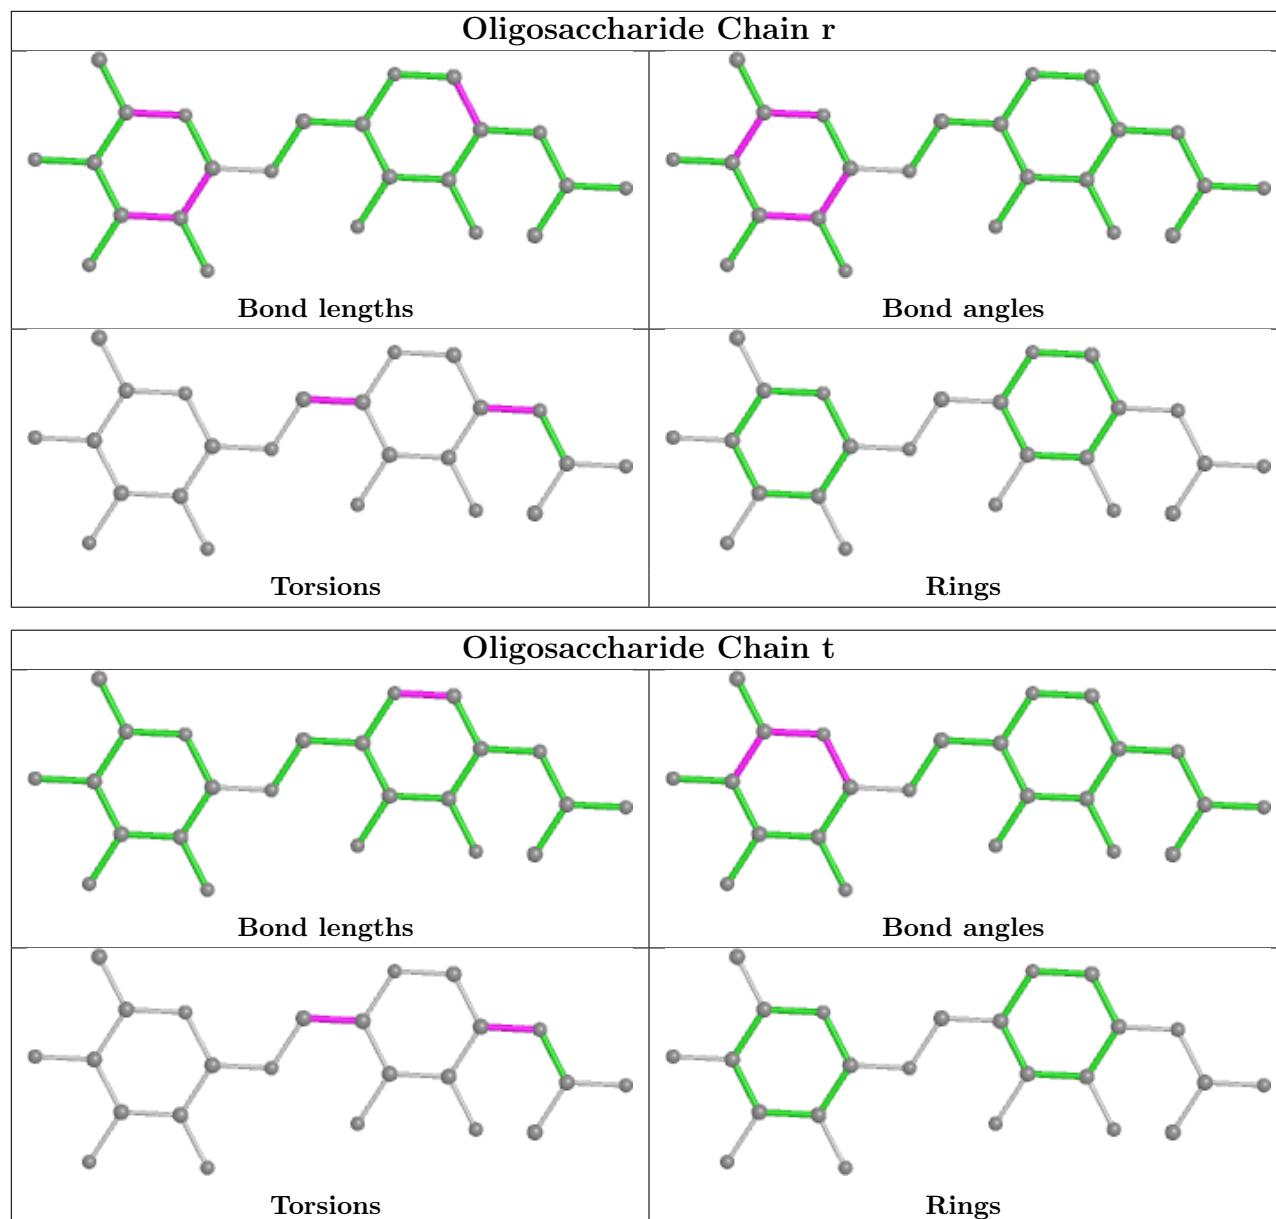 Oligosaccharide Chain r
Bond lengths
Bond angles
Torsions
Rings
Oligosaccharide Chain t
Bond lengths
Bond angles
Torsions
Rings